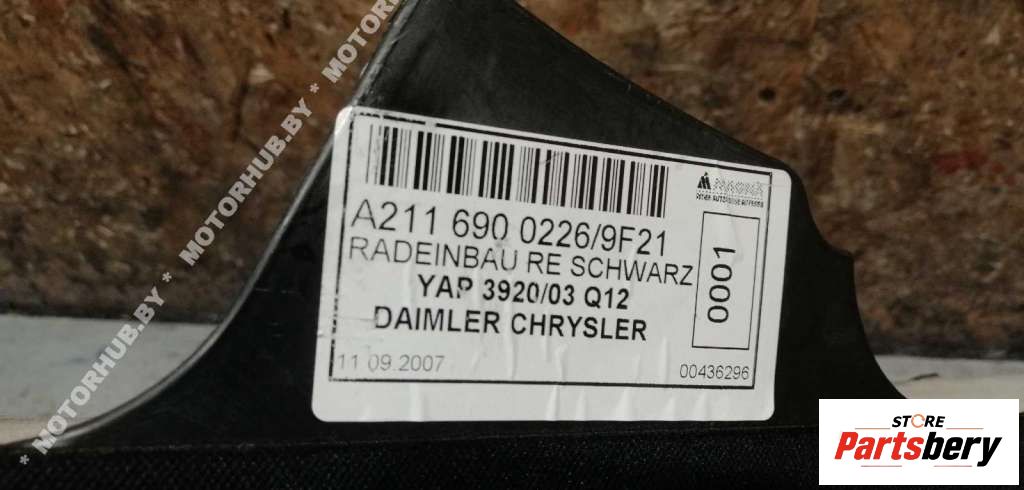 A211 690 0226/9F21
RADEINBAU RE SCHWARZ
YAP 3920/03 Q12
DAIMLER CHRYSLER
11.09.2007
00436296
0001
MAGNA
* MOTORHUB.BY * MOTORHUB.BY * MOTORHUB.BY *
STORE
Partsbery